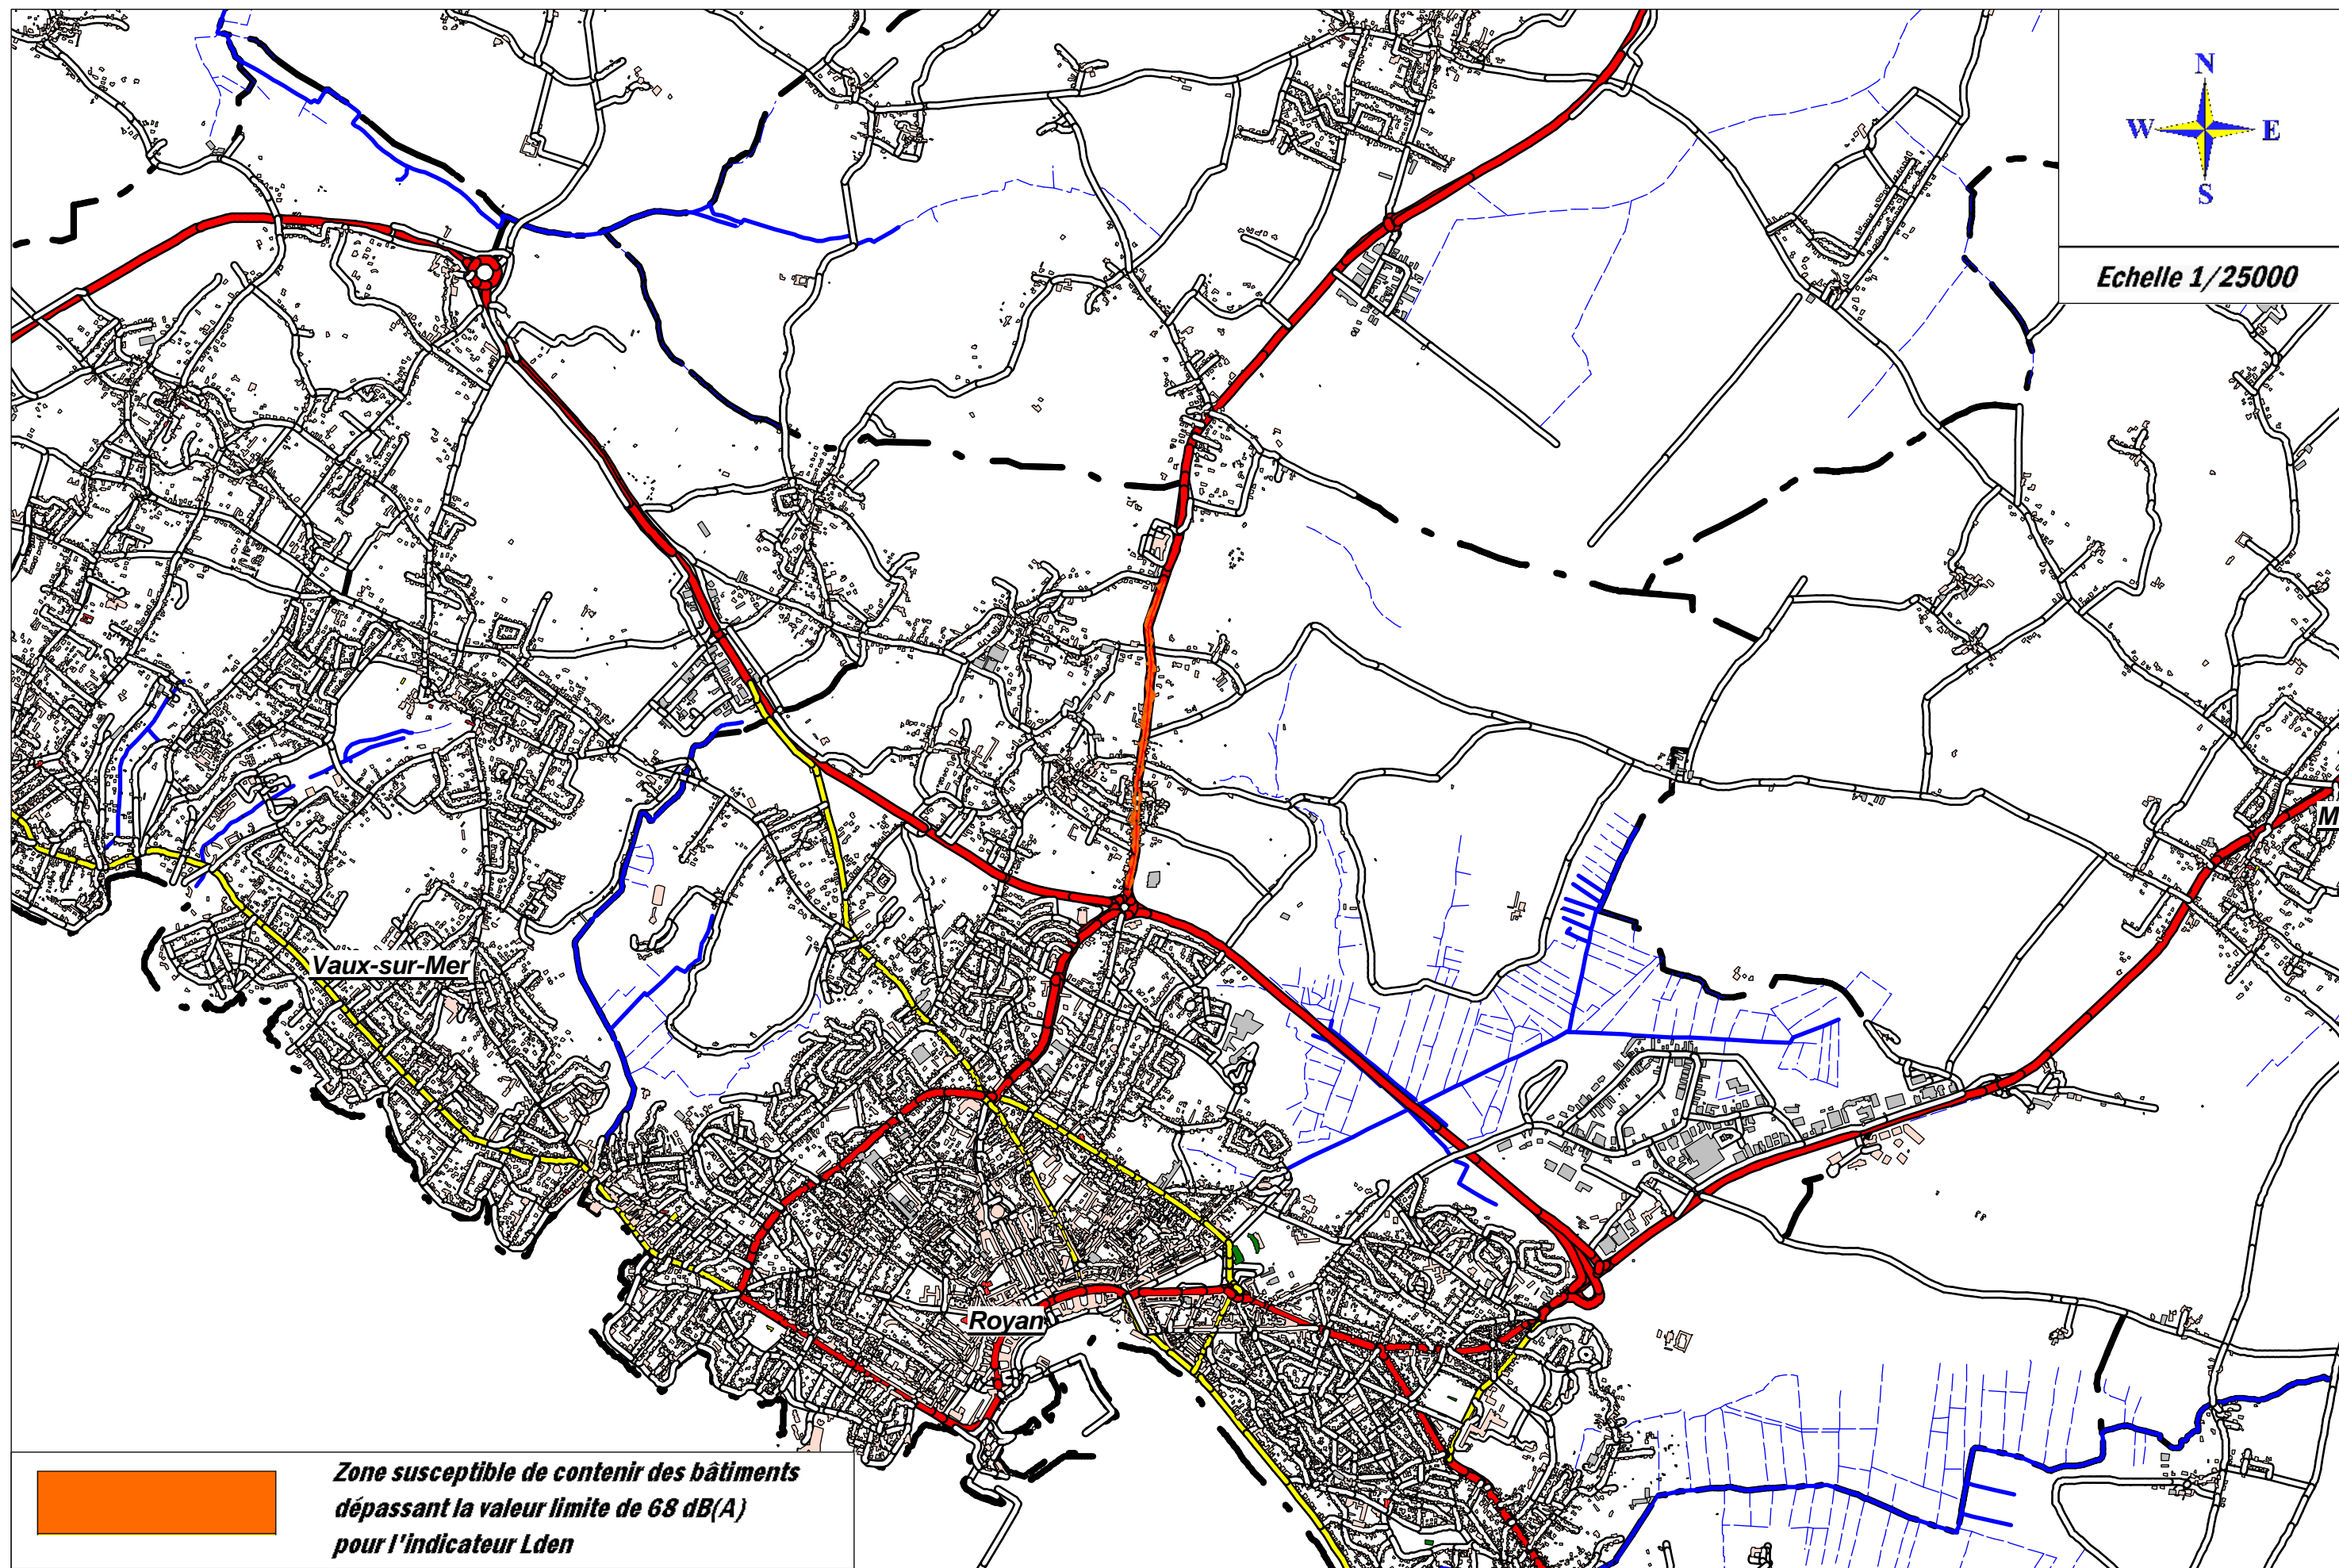 N
W E
S
Echelle 1/25000
M
Vaux-sur-Mer
Royan
Zone susceptible de contenir des bâtiments
dépassant la valeur limite de 68 dB(A)
pour l'indicateur Lden